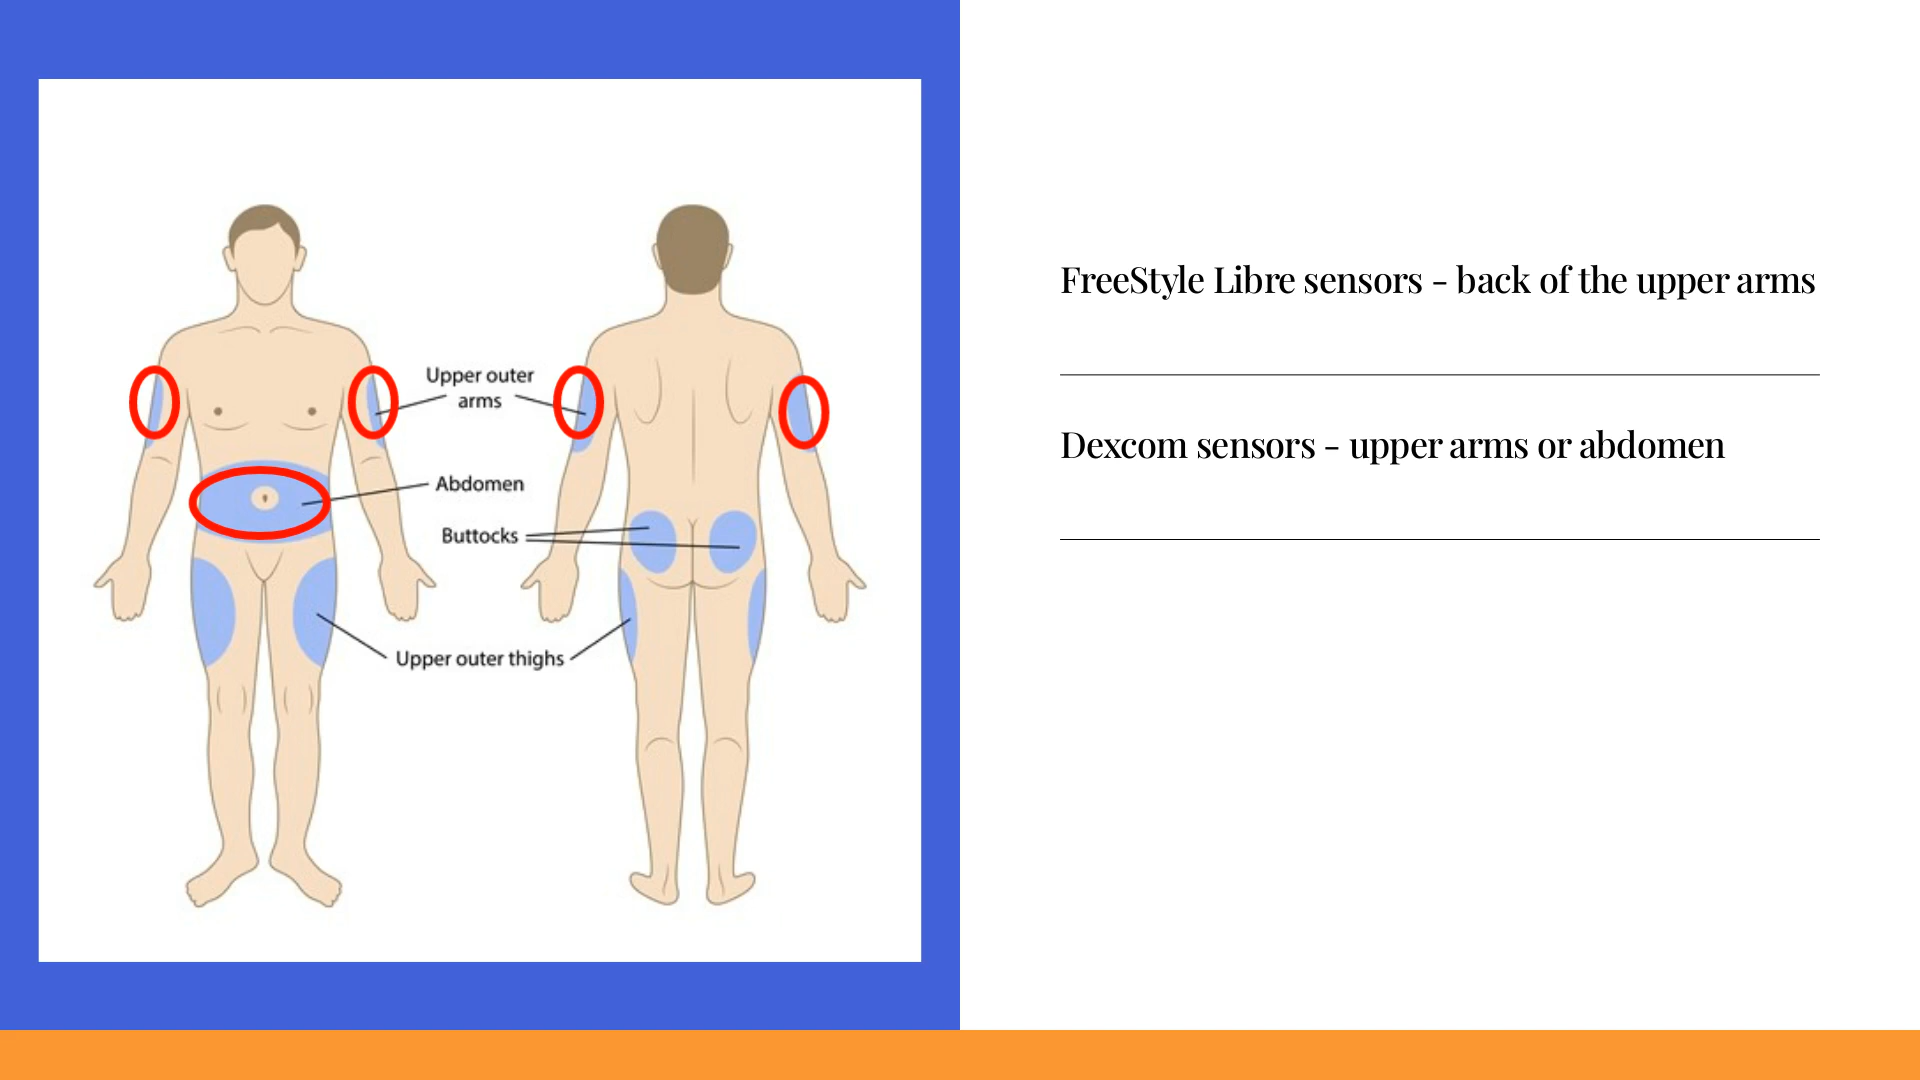 Upper outer
arms
Abdomen
Buttocks
Upper outer thighs
FreeStyle Libre sensors - back of the upper arms
Dexcom sensors - upper arms or abdomen